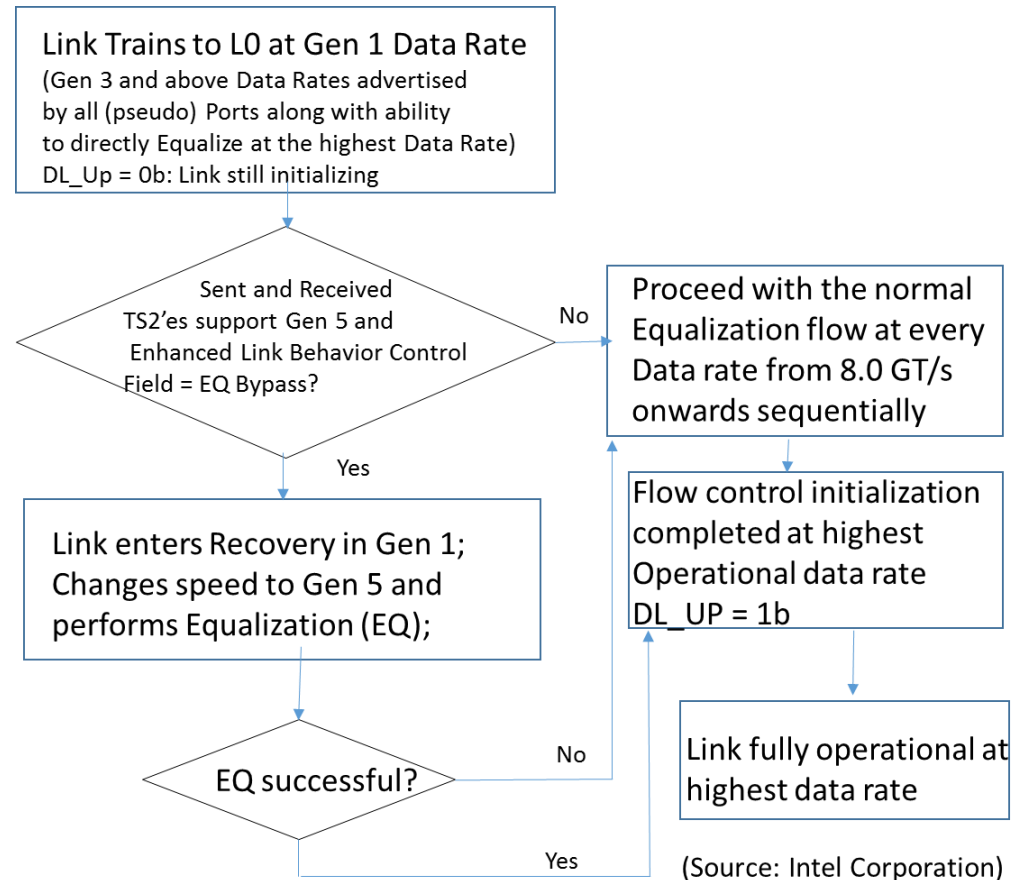 Link Trains to L0 at Gen 1 Data Rate
(Gen 3 and above Data Rates advertised
by all (pseudo) Ports along with ability
to directly Equalize at the highest Data Rate)
DL_Up = 0b: Link still initializing
Sent and Received
TS2'es support Gen 5 and
Enhanced Link Behavior Control
Field = EQ Bypass?
No
Proceed with the normal
Equalization flow at every
Data rate from 8.0 GT/s
onwards sequentially
Yes
Flow control initialization
completed at highest
Operational data rate
DL_UP = 1b
Link enters Recovery in Gen 1;
Changes speed to Gen 5 and
performs Equalization (EQ);
EQ successful?
No
Link fully operational at
highest data rate
Yes
(Source: Intel Corporation)